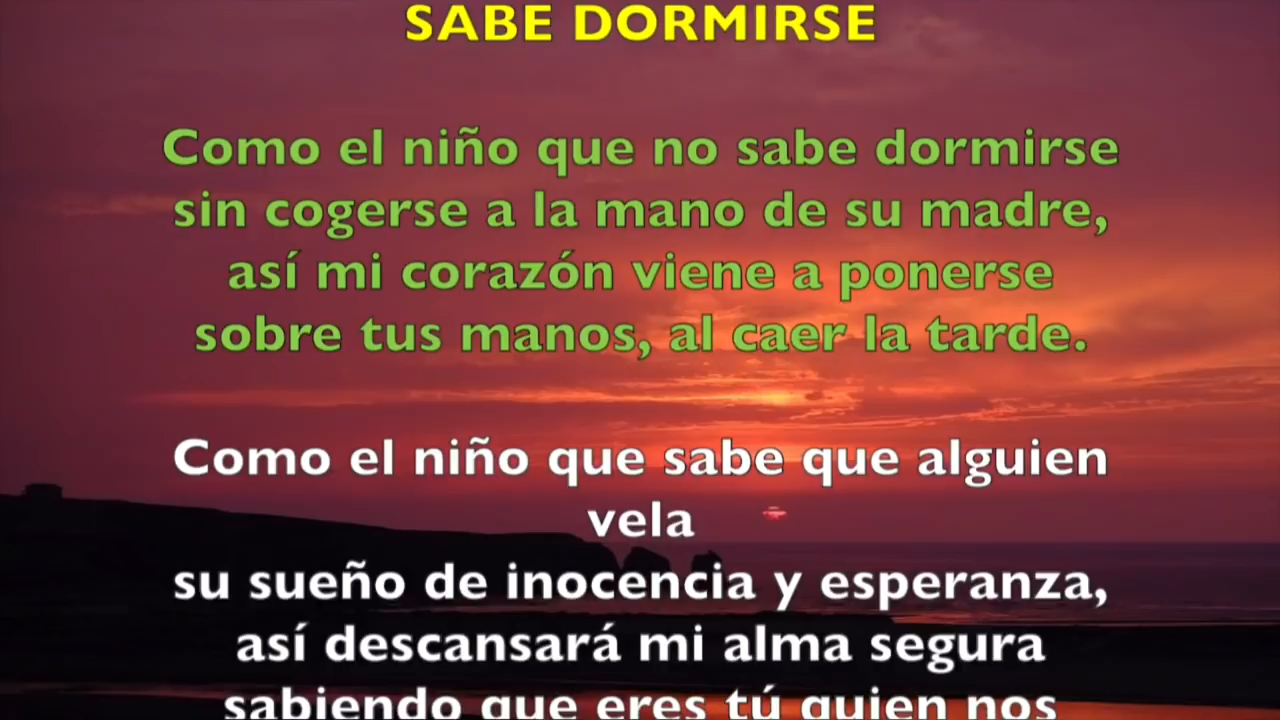 SABE DORMIRSE
Como el niño que no sabe dormirse
sin cogerse a la mano de su madre,
así mi corazón viene a ponerse
sobre tus manos, al caer la tarde.
Como el niño que sabe que alguien
vela
su sueño de inocencia y esperanza,
así descansará mi alma segura
sabiendo que eres tú quien nos